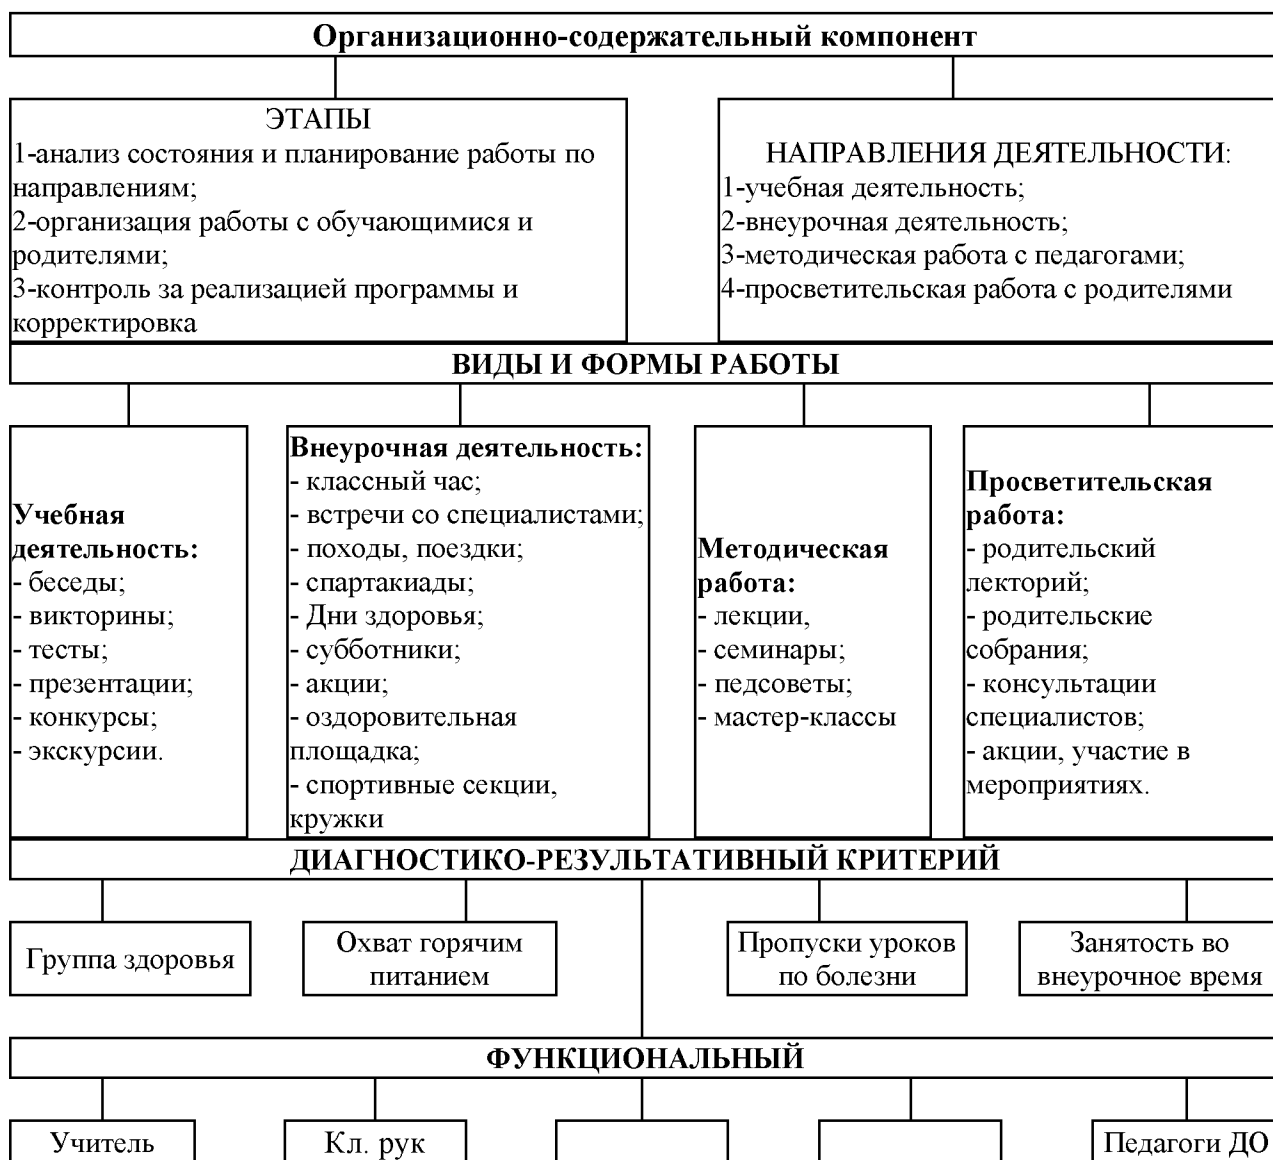 Организационно-содержательный компонент
ЭТАПЫ
1-анализ состояния и планирование работы по
направлениям;
2-организация работы с обучающимися и
родителями;
3-контроль за реализацией программы и
корректировка
НАПРАВЛЕНИЯ ДЕЯТЕЛЬНОСТИ:
1-учебная деятельность;
2-внеурочная деятельность;
3-методическая работа с педагогами;
4-просветительская работа с родителями
ВИДЫ И ФОРМЫ РАБОТЫ
Учебная
деятельность:
- беседы;
- викторины;
- тесты;
- презентации;
- конкурсы;
- экскурсии.
Внеурочная деятельность:
- классный час;
- встречи со специалистами;
- походы, поездки;
- спартакиады;
- Дни здоровья;
- субботники;
- акции;
- оздоровительная
площадка;
- спортивные секции,
кружки
Методическая
работа:
- лекции,
- семинары;
- педсоветы;
- мастер-классы
Просветительская
работа:
- родительский
лекторий;
- родительские
собрания;
- консультации
специалистов;
- акции, участие в
мероприятиях.
ДИАГНОСТИКО-РЕЗУЛЬТАТИВНЫЙ КРИТЕРИЙ
Группа здоровья
Охват горячим
питанием
Пропуски уроков
по болезни
Занятость во
внеурочное время
ФУНКЦИОНАЛЬНЫЙ
Учитель
Кл. рук
Педагоги ДО